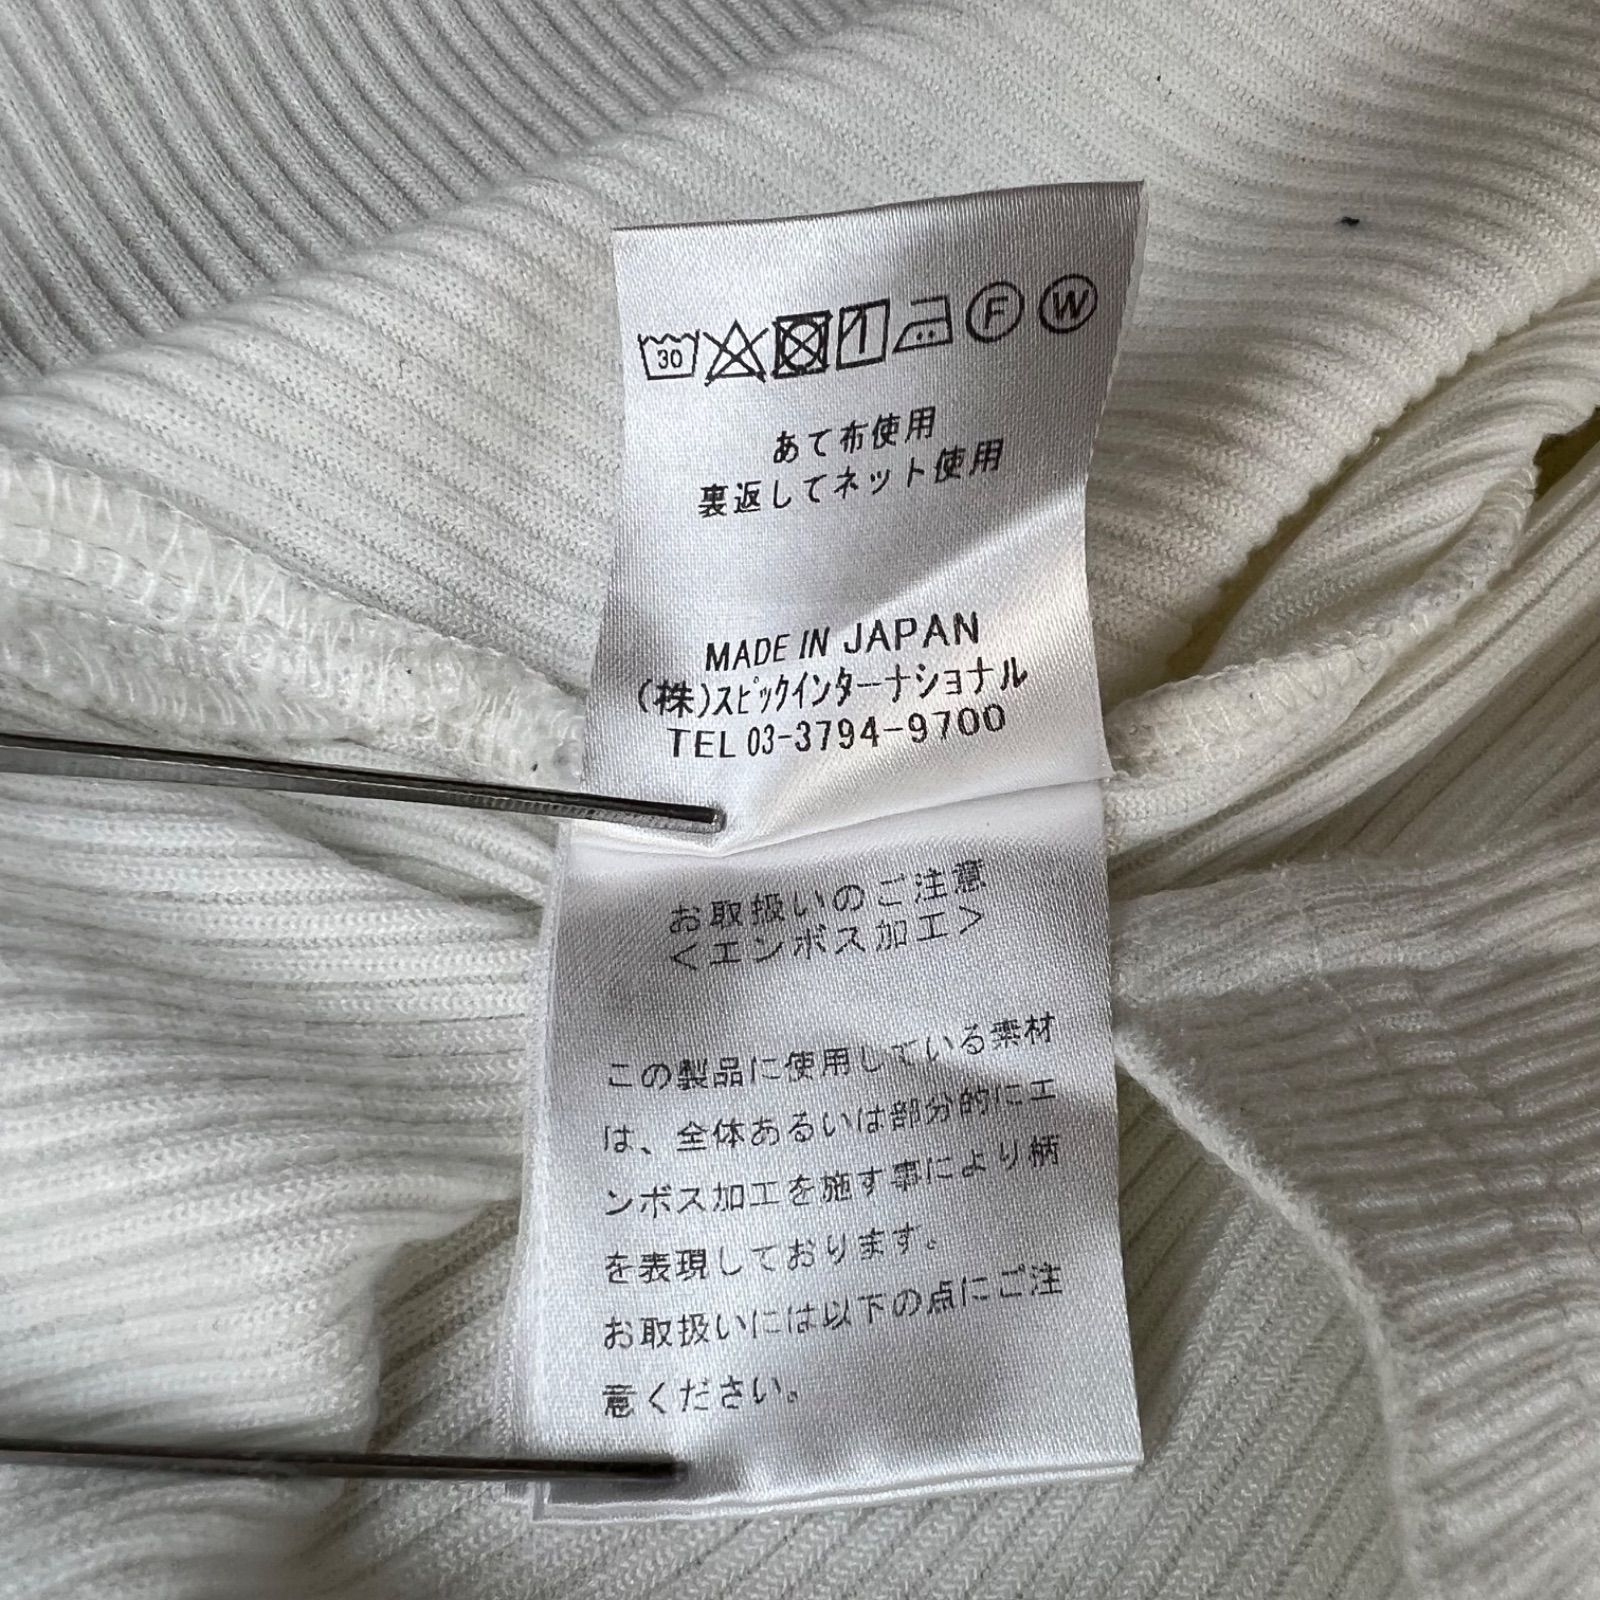 30 1 F W
あて布使用
裏返してネット使用
MADE IN JAPAN
(株)スピックインターナショナル
TEL 03-3794-9700
お取扱いのご注意
<エンボス加工>
この製品に使用している素材
は、全体あるいは部分的にエ
ンボス加工を施す事により柄
を表現しております。
お取扱いには以下の点にご注
意ください。